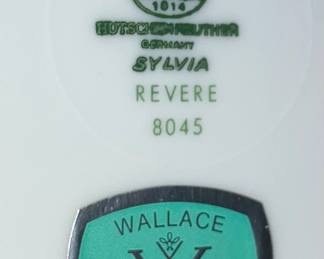 1814
HUTSCHENREUTHER
GERMANY
SYLVIA
REVERE
8045
WALLACE